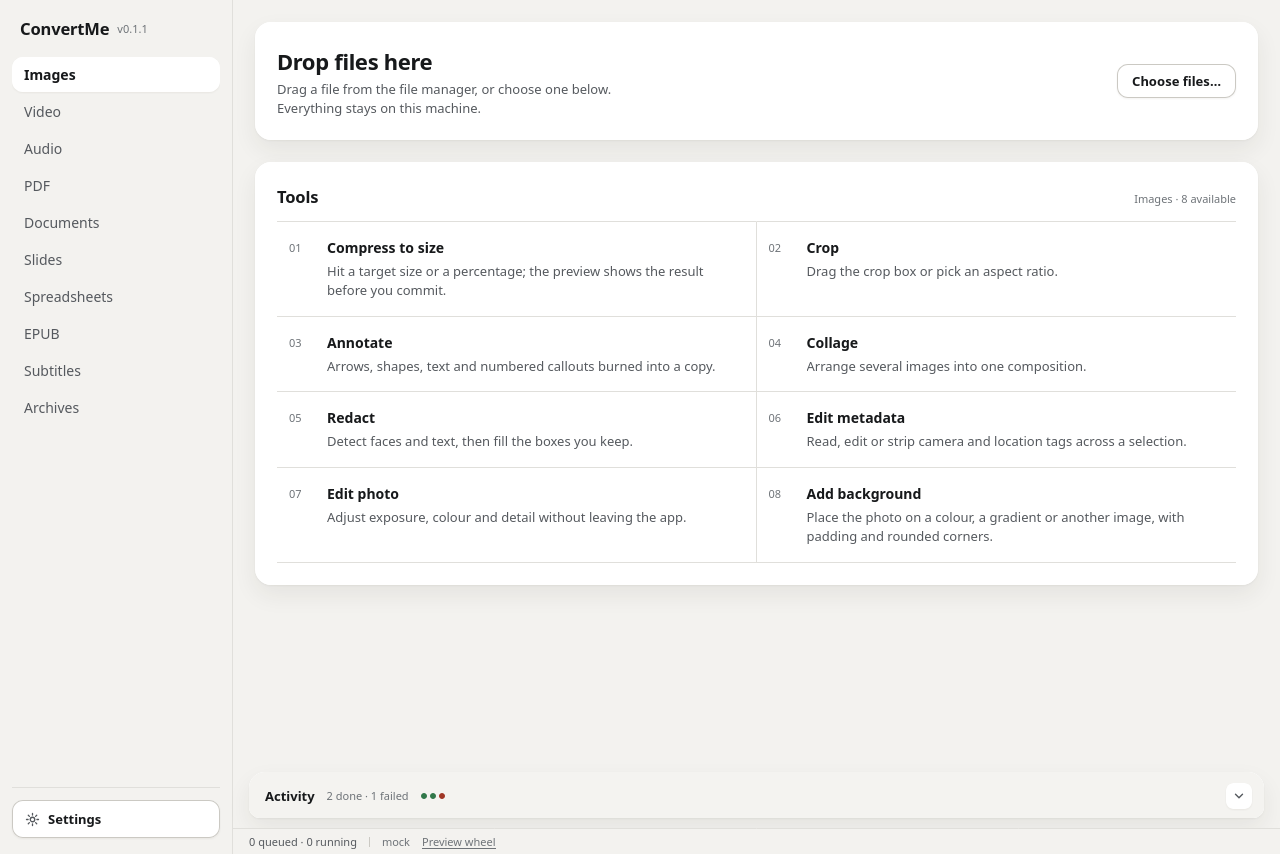 ConvertMe v0.1.1
Images
Video
Audio
PDF
Documents
Slides
Spreadsheets
EPUB
Subtitles
Archives
Settings
Drop files here
Drag a file from the file manager, or choose one below.
Everything stays on this machine.
Choose files...
Tools
Images · 8 available
01 Compress to size
Hit a target size or a percentage; the preview shows the result
before you commit.
02 Crop
Drag the crop box or pick an aspect ratio.
03 Annotate
Arrows, shapes, text and numbered callouts burned into a copy.
04 Collage
Arrange several images into one composition.
05 Redact
Detect faces and text, then fill the boxes you keep.
06 Edit metadata
Read, edit or strip camera and location tags across a selection.
07 Edit photo
Adjust exposure, colour and detail without leaving the app.
08 Add background
Place the photo on a colour, a gradient or another image, with
padding and rounded corners.
Activity 2 done · 1 failed
0 queued · 0 running mock Preview wheel